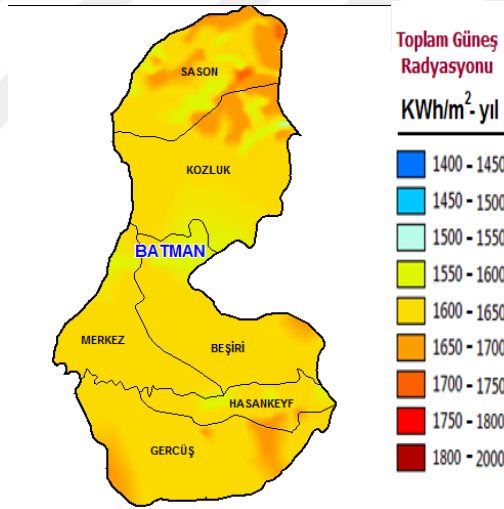 SASON
KOZLUK
BATMAN
MERKEZ
BEŞİRİ
HASANKEYF
GERCÜŞ
Toplam Güneş
Radyasyonu
KWh/m²- yıl
1400 - 1450
1450 - 1500
1500 - 1550
1550 - 1600
1600 - 1650
1650 - 1700
1700 - 1750
1750 - 1800
1800 - 2000